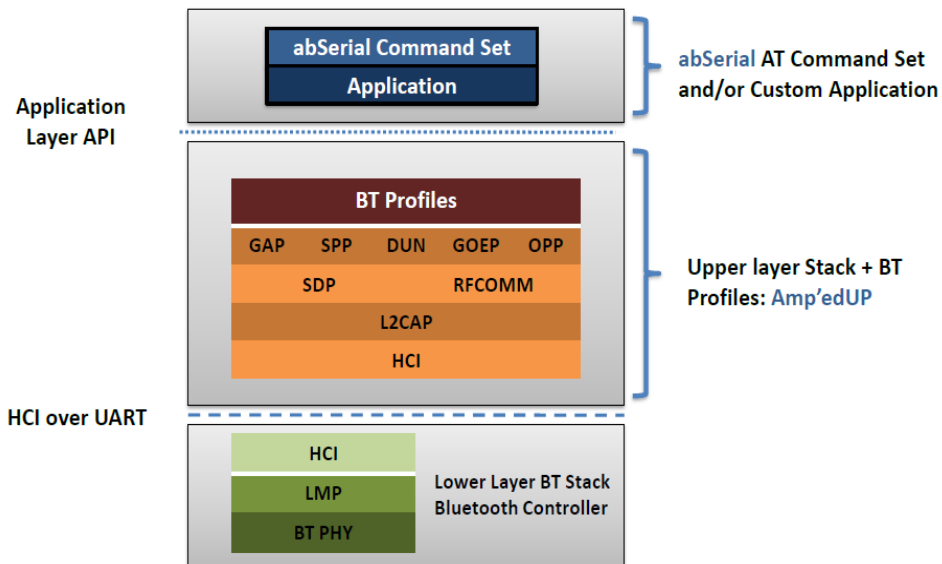 abSerial Command Set
Application
abSerial AT Command Set
and/or Custom Application
Application
Layer API
BT Profiles
GAP SPP DUN GOEP OPP
SDP RFCOMM
L2CAP
HCI
Upper layer Stack + BT
Profiles: Amp'edUP
HCI over UART
HCI
LMP
BT PHY
Lower Layer BT Stack
Bluetooth Controller